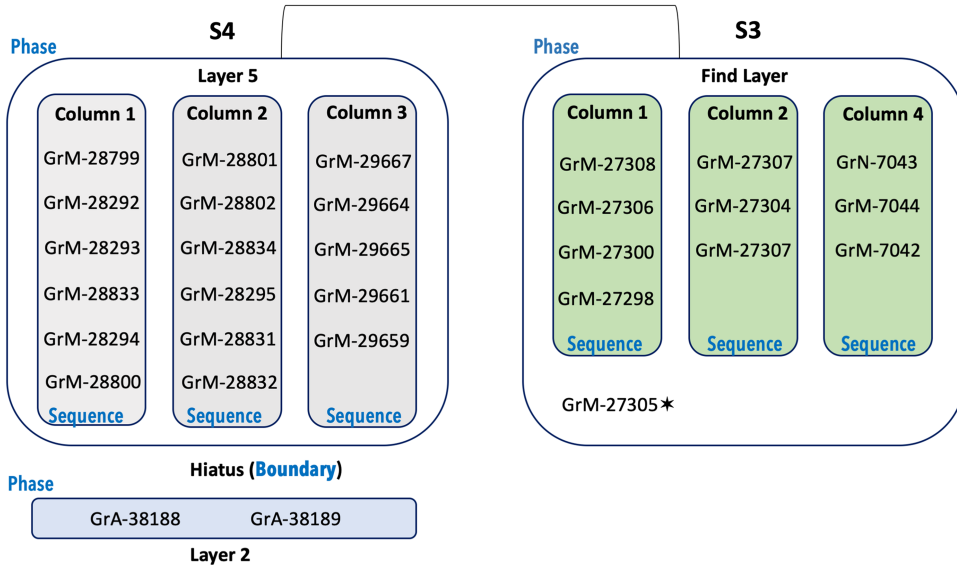 S4
S3
Phase
Phase
Layer 5
Column 1
GrM-28799
GrM-28292
GrM-28293
GrM-28833
GrM-28294
GrM-28800
Sequence
Column 2
GrM-28801
GrM-28802
GrM-28834
GrM-28295
GrM-28831
GrM-28832
Sequence
Column 3
GrM-29667
GrM-29664
GrM-29665
GrM-29661
GrM-29659
Sequence
Find Layer
Column 1
GrM-27308
GrM-27306
GrM-27300
GrM-27298
Sequence
Column 2
GrM-27307
GrM-27304
GrM-27307
Sequence
Column 4
GrN-7043
GrM-7044
GrM-7042
Sequence
GrM-27305✶
Hiatus (Boundary)
Phase
GrA-38188 GrA-38189
Layer 2